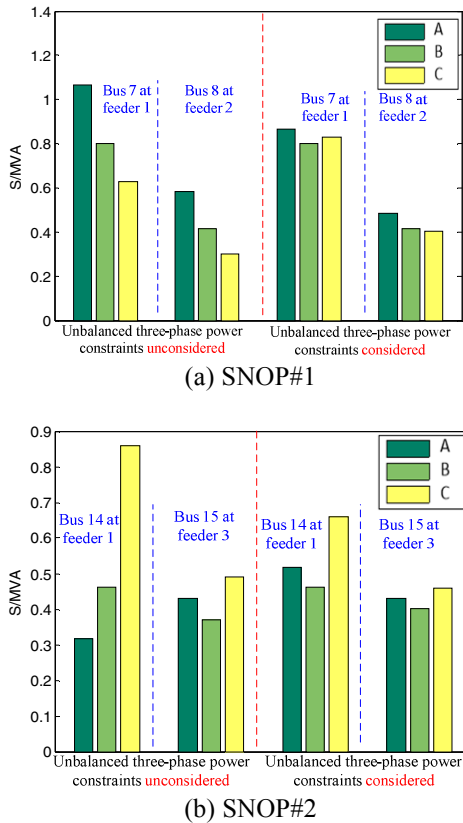 1.4
1.2
1
0.8
0.6
0.4
0.2
0
S/MVA
A
B
C
Bus 7 at
feeder 1
Bus 8 at
feeder 2
Bus 7 at
feeder 1
Bus 8 at
feeder 2
Unbalanced three-phase power
constraints unconsidered
Unbalanced three-phase power
constraints considered
(a) SNOP#1
0.9
0.8
0.7
0.6
0.5
0.4
0.3
0.2
0.1
0
S/MVA
A
B
C
Bus 14 at
feeder 1
Bus 15 at
feeder 3
Bus 14 at
feeder 1
Bus 15 at
feeder 3
Unbalanced three-phase power
constraints unconsidered
Unbalanced three-phase power
constraints considered
(b) SNOP#2